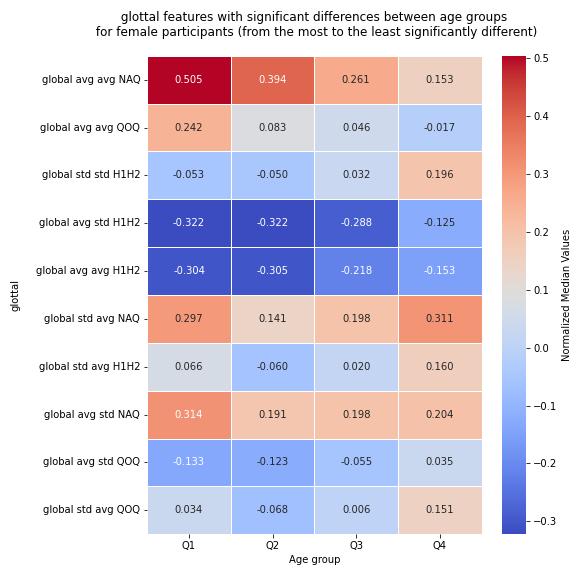 glottal features with significant differences between age groups
for female participants (from the most to the least significantly different)
global avg avg NAQ 0.505 0.394 0.261 0.153
global avg avg QOQ 0.242 0.083 0.046 -0.017
global std std H1H2 -0.053 -0.050 0.032 0.196
global avg std H1H2 -0.322 -0.322 -0.288 -0.125
global avg avg H1H2 -0.304 -0.305 -0.218 -0.153
global std avg NAQ 0.297 0.141 0.198 0.311
global std avg H1H2 0.066 -0.060 0.020 0.160
global avg std NAQ 0.314 0.191 0.198 0.204
global avg std QOQ -0.133 -0.123 -0.055 0.035
global std avg QOQ 0.034 -0.068 0.006 0.151
Q1 Q2 Q3 Q4
Age group
glottal
0.5
0.4
0.3
0.2
0.1
0.0
−0.1
−0.2
−0.3
Normalized Median Values